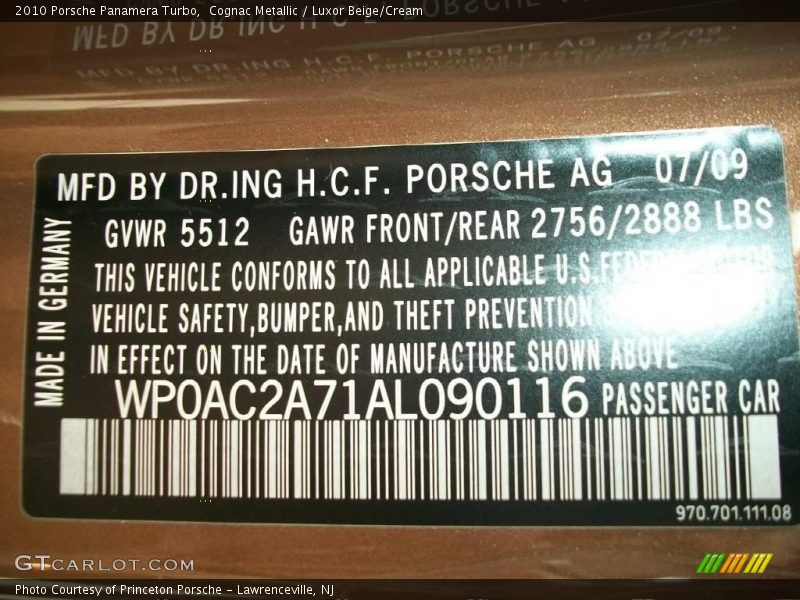 2010 Porsche Panamera Turbo, Cognac Metallic / Luxor Beige/Cream
MFD BY DR.ING H.C.F. PORSCHE AG 07/09
GVWR 5512 GAWR FRONT/REAR 2756/2888 LBS
THIS VEHICLE CONFORMS TO ALL APPLICABLE U.S.
VEHICLE SAFETY,BUMPER,AND THEFT PREVENTION
IN EFFECT ON THE DATE OF MANUFACTURE SHOWN ABOVE
WP0AC2A71AL090116 PASSENGER CAR
MADE IN GERMANY
970.701.111.08
GTCARLOT.COM
Photo Courtesy of Princeton Porsche - Lawrenceville, NJ